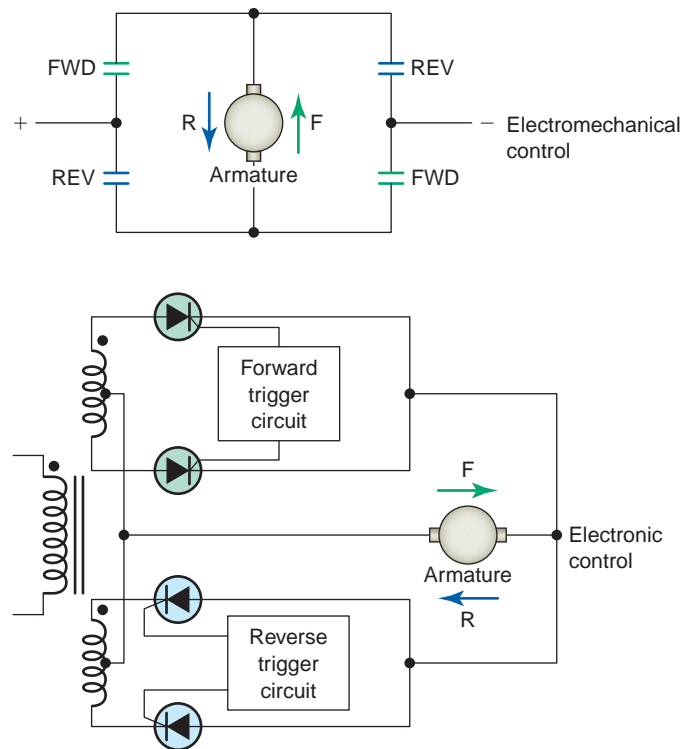 FWD
REV
R
F
+
−
Electromechanical
control
REV
Armature
FWD
Forward
trigger
circuit
F
Electronic
control
Armature
R
Reverse
trigger
circuit